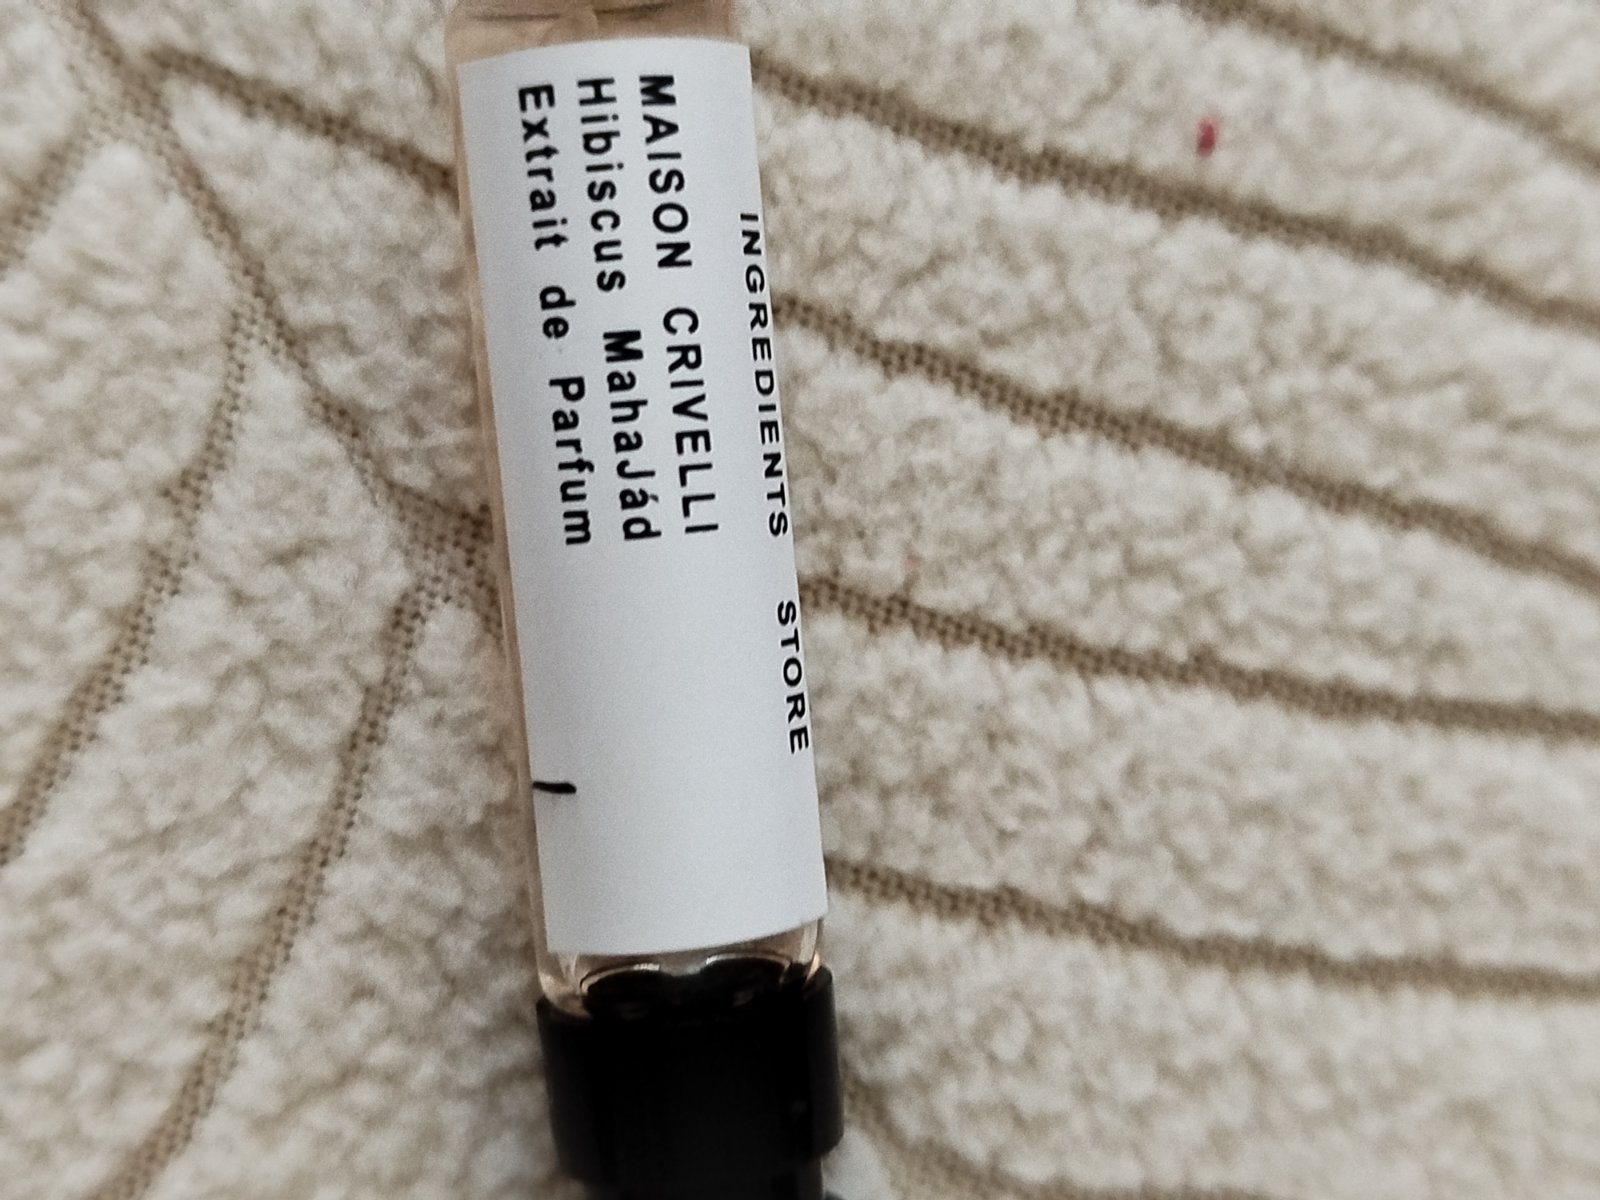 INGREDIENTS STORE
MAISON CRIVELLI
Hibiscus MahaJád
Extrait de Parfum